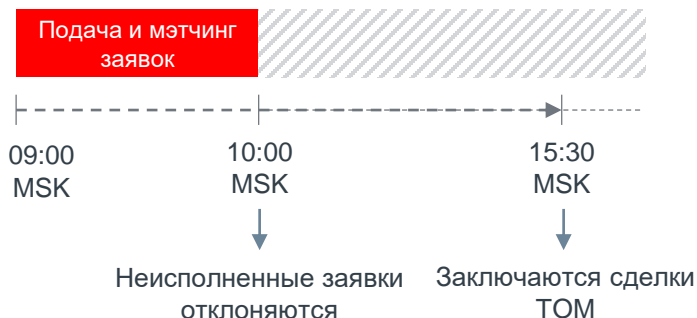 Подача и мэтчинг
заявок
09:00
MSK
10:00
MSK
15:30
MSK
Неисполненные заявки
отклоняются
Заключаются сделки
TOM